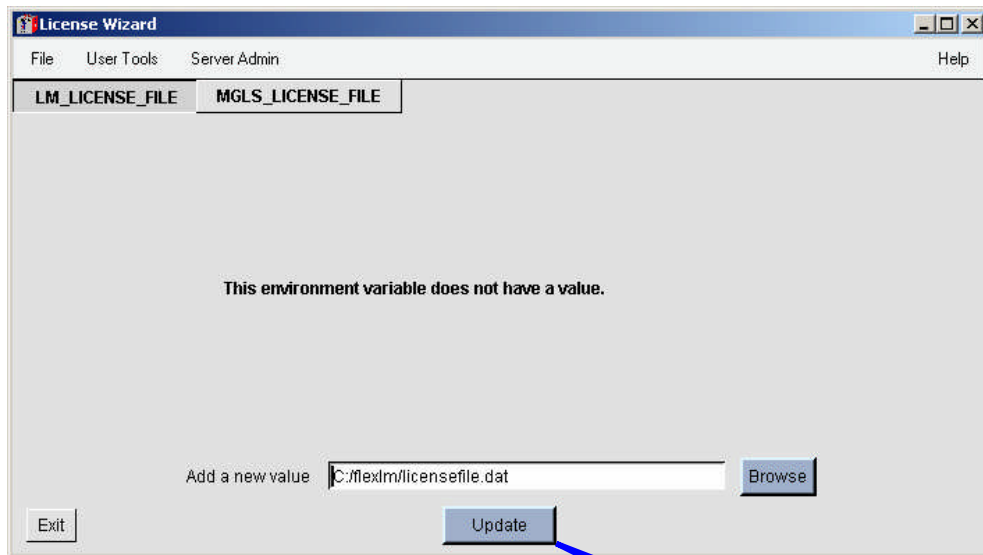 License Wizard
File User Tools Server Admin Help
LM_LICENSE_FILE MGLS_LICENSE_FILE
This environment variable does not have a value.
Add a new value C:/flexlm/licensefile.dat Browse
Exit Update